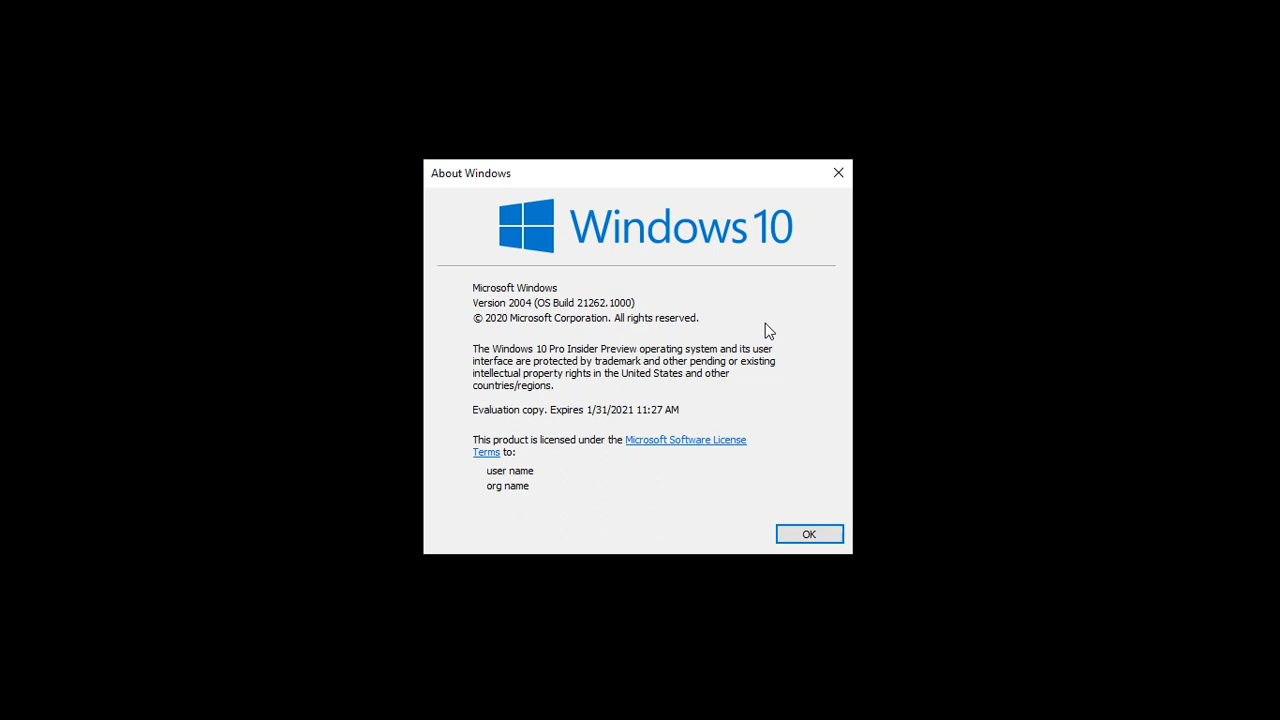 About Windows
Windows 10
Microsoft Windows
Version 2004 (OS Build 21262.1000)
© 2020 Microsoft Corporation. All rights reserved.
The Windows 10 Pro Insider Preview operating system and its user
interface are protected by trademark and other pending or existing
intellectual property rights in the United States and other
countries/regions.
Evaluation copy. Expires 1/31/2021 11:27 AM
This product is licensed under the Microsoft Software License
Terms to:
user name
org name
OK